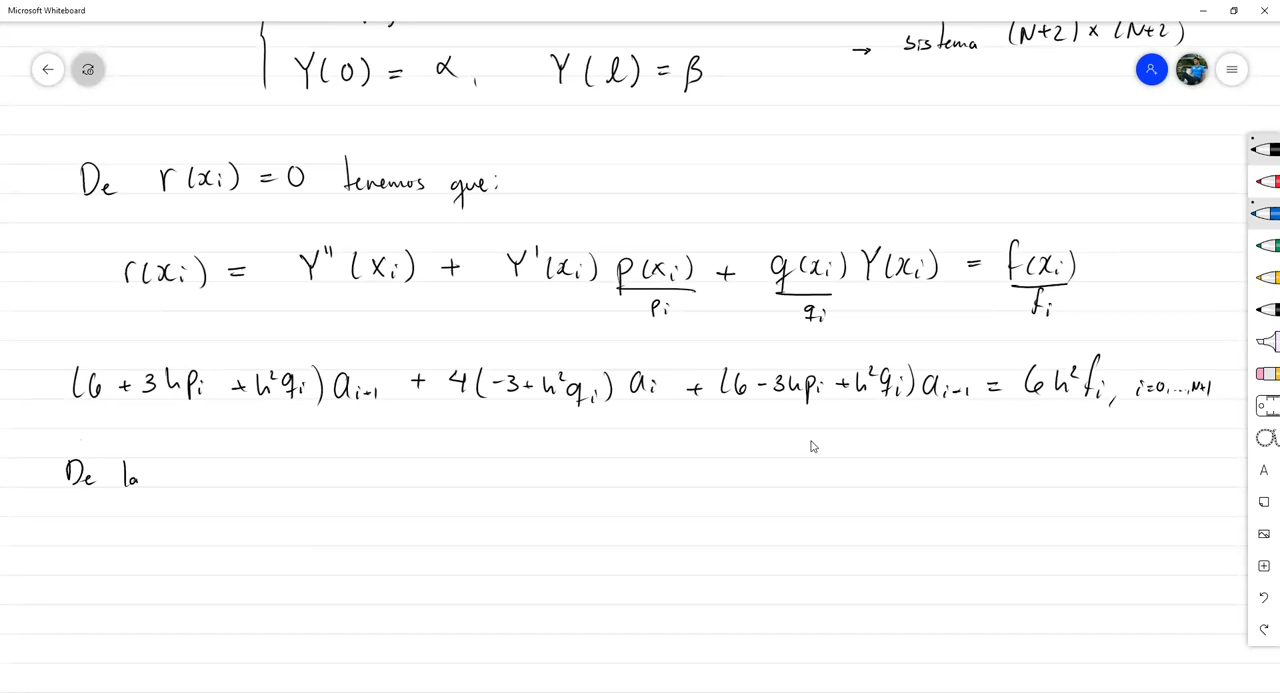 Microsoft Whiteboard
→ sistema (N+2) × (N+2)
Y(0) = α, Y(l) = β
De r(xi) = 0 tenemos que:
r(xi) = Y''(xi) + Y'(xi) p(xi) + q(xi) Y(xi) = f(xi)
pi qi fi
(6 + 3hpi + h²qi) ai+1 + 4(-3 + h²qi) ai + (6 - 3hpi + h²qi) ai-1 = 6h²fi, i=0,...,N+1
De la
A